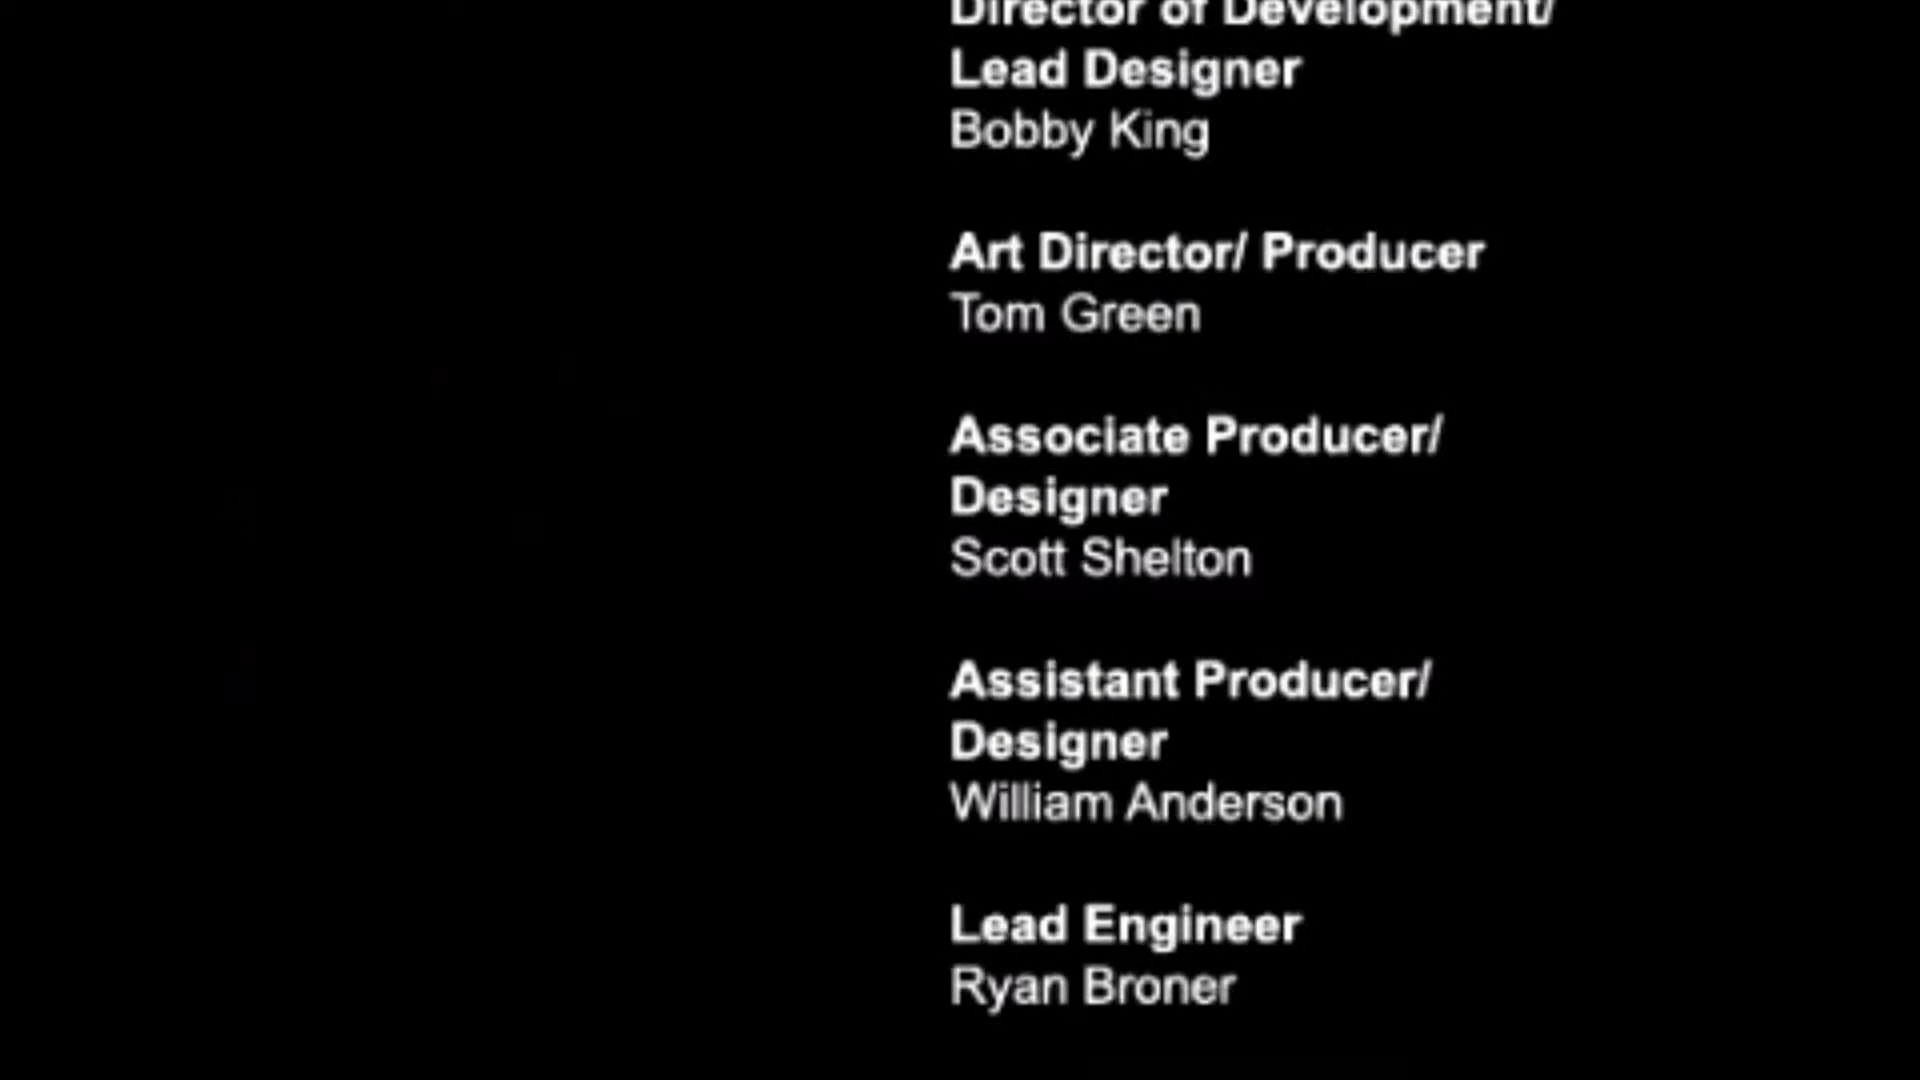 Director of Development/
Lead Designer
Bobby King
Art Director/ Producer
Tom Green
Associate Producer/
Designer
Scott Shelton
Assistant Producer/
Designer
William Anderson
Lead Engineer
Ryan Broner